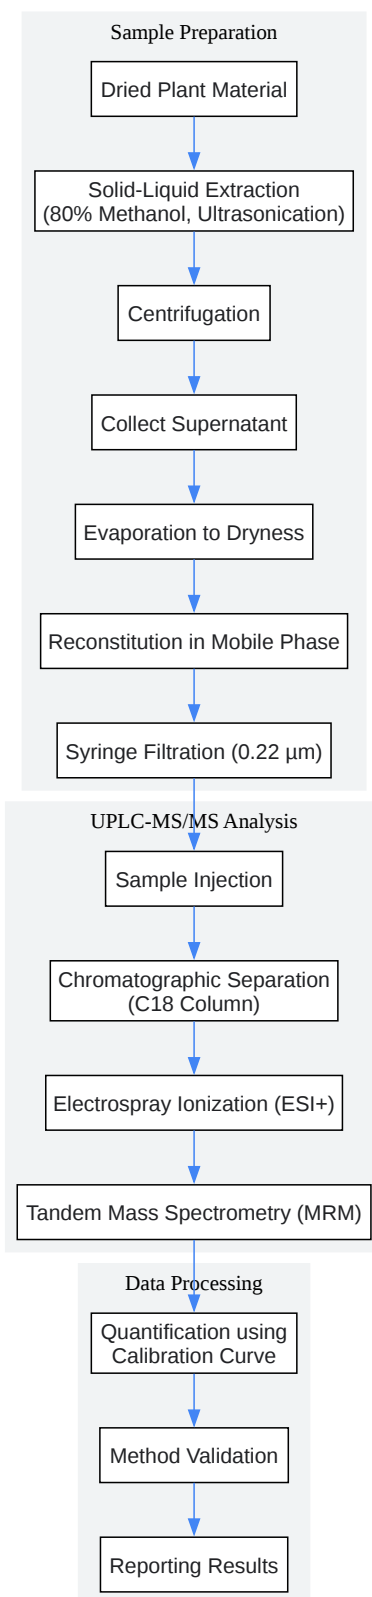 Sample Preparation
Dried Plant Material
Solid-Liquid Extraction
(80% Methanol, Ultrasonication)
Centrifugation
Collect Supernatant
Evaporation to Dryness
Reconstitution in Mobile Phase
Syringe Filtration (0.22 µm)
UPLC-MS/MS Analysis
Sample Injection
Chromatographic Separation
(C18 Column)
Electrospray Ionization (ESI+)
Tandem Mass Spectrometry (MRM)
Data Processing
Quantification using
Calibration Curve
Method Validation
Reporting Results